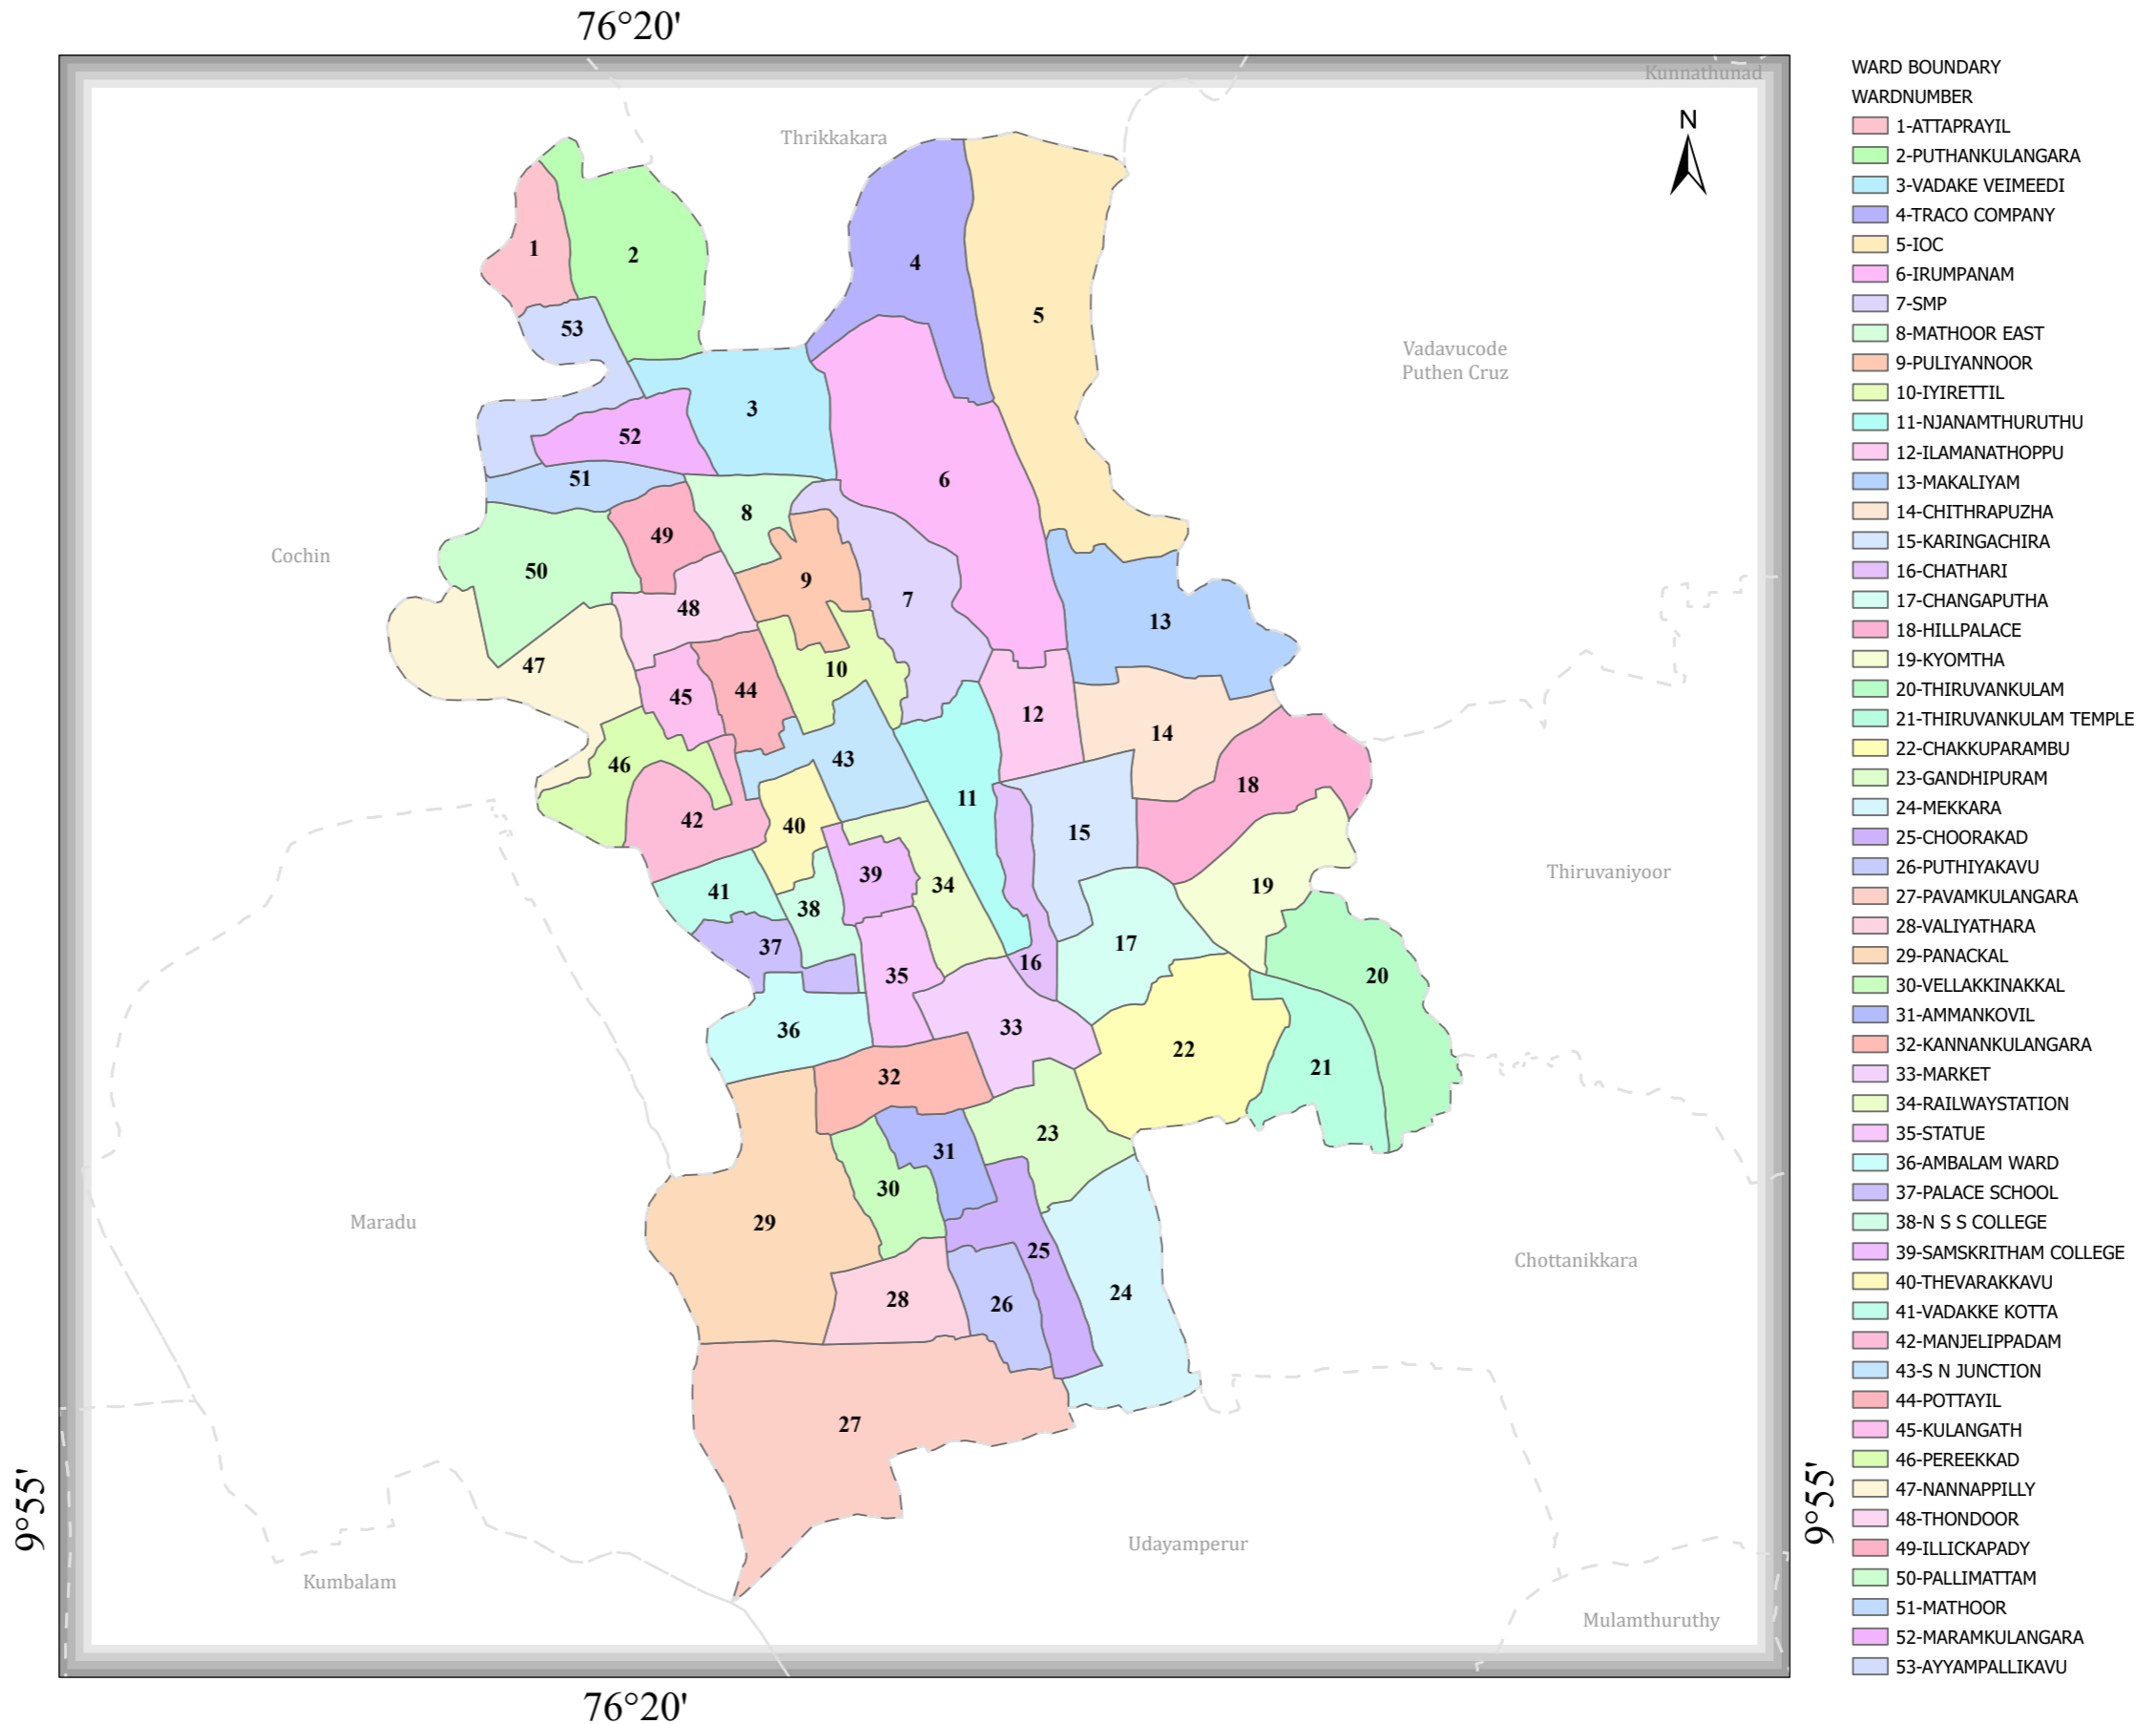 76°20'
Kunnathunad
Thrikkakara
N
Vadavucode
Puthen Cruz
Cochin
Thiruvaniyoor
Maradu
Chottanikkara
Udayamperur
Kumbalam
Mulamthuruthy
9°55'
9°55'
76°20'
1
2
53
4
5
3
52
6
51
8
49
50
9
7
48
13
47
10
45
44
12
14
46
43
18
11
42
40
15
39
34
19
41
38
37
17
16
35
20
36
33
22
21
32
23
31
30
29
25
24
28
26
27
WARD BOUNDARY
WARDNUMBER
1-ATTAPRAYIL
2-PUTHANKULANGARA
3-VADAKE VEIMEEDI
4-TRACO COMPANY
5-IOC
6-IRUMPANAM
7-SMP
8-MATHOOR EAST
9-PULIYANNOOR
10-IYIRETTIL
11-NJANAMTHURUTHU
12-ILAMANATHOPPU
13-MAKALIYAM
14-CHITHRAPUZHA
15-KARINGACHIRA
16-CHATHARI
17-CHANGAPUTHA
18-HILLPALACE
19-KYOMTHA
20-THIRUVANKULAM
21-THIRUVANKULAM TEMPLE
22-CHAKKUPARAMBU
23-GANDHIPURAM
24-MEKKARA
25-CHOORAKAD
26-PUTHIYAKAVU
27-PAVAMKULANGARA
28-VALIYATHARA
29-PANACKAL
30-VELLAKKINAKKAL
31-AMMANKOVIL
32-KANNANKULANGARA
33-MARKET
34-RAILWAYSTATION
35-STATUE
36-AMBALAM WARD
37-PALACE SCHOOL
38-N S S COLLEGE
39-SAMSKRITHAM COLLEGE
40-THEVARAKKAVU
41-VADAKKE KOTTA
42-MANJELIPPADAM
43-S N JUNCTION
44-POTTAYIL
45-KULANGATH
46-PEREEKKAD
47-NANNAPPILLY
48-THONDOOR
49-ILLICKAPADY
50-PALLIMATTAM
51-MATHOOR
52-MARAMKULANGARA
53-AYYAMPALLIKAVU